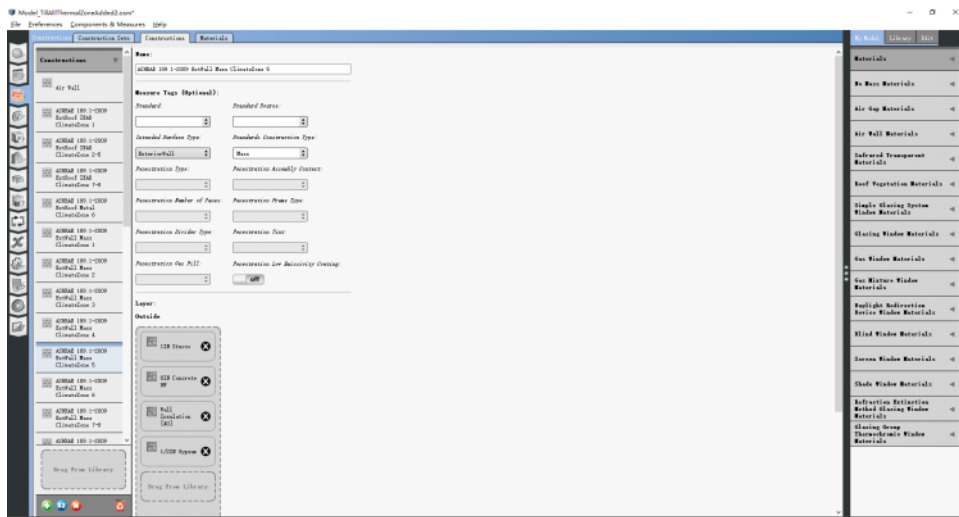 Model_TillAllThermalZoneAdded2.osm*
File Preferences Components & Measures Help
Constructions Construction Sets Constructions Materials
My Model Library Edit
Constructions
Air Wall
ASHRAE 189.1-2009
ExtRoof IEAD
ClimateZone 1
ASHRAE 189.1-2009
ExtRoof IEAD
ClimateZone 2-5
ASHRAE 189.1-2009
ExtRoof IEAD
ClimateZone 7-8
ASHRAE 189.1-2009
ExtRoof Metal
ClimateZone 6
ASHRAE 189.1-2009
ExtWall Mass
ClimateZone 1
ASHRAE 189.1-2009
ExtWall Mass
ClimateZone 2
ASHRAE 189.1-2009
ExtWall Mass
ClimateZone 3
ASHRAE 189.1-2009
ExtWall Mass
ClimateZone 4
ASHRAE 189.1-2009
ExtWall Mass
ClimateZone 5
ASHRAE 189.1-2009
ExtWall Mass
ClimateZone 6
ASHRAE 189.1-2009
ExtWall Mass
ClimateZone 7-8
ASHRAE 189.1-2009
Drag From Library
Name:
ASHRAE 189.1-2009 ExtWall Mass ClimateZone 5
Measure Tags (Optional):
Standard: Standard Source:
Intended Surface Type: Standards Construction Type:
ExteriorWall Mass
Fenestration Type: Fenestration Assembly Context:
Fenestration Number of Panes: Fenestration Frame Type:
Fenestration Divider Type: Fenestration Tint:
Fenestration Gas Fill: Fenestration Low Emissivity Coating:
off
Layer:
Outside
1IN Stucco
8IN Concrete
HW
Wall
Insulation
1/2IN Gypsum
Drag From Library
Materials
No Mass Materials
Air Gap Materials
Air Wall Materials
Infrared Transparent
Materials
Roof Vegetation Materials
Simple Glazing System
Window Materials
Glazing Window Materials
Gas Window Materials
Gas Mixture Window
Materials
Daylight Redirection
Device Window Materials
Blind Window Materials
Screen Window Materials
Shade Window Materials
Refraction Extinction
Method Glazing Window
Materials
Glazing Group
Thermochromic Window
Materials